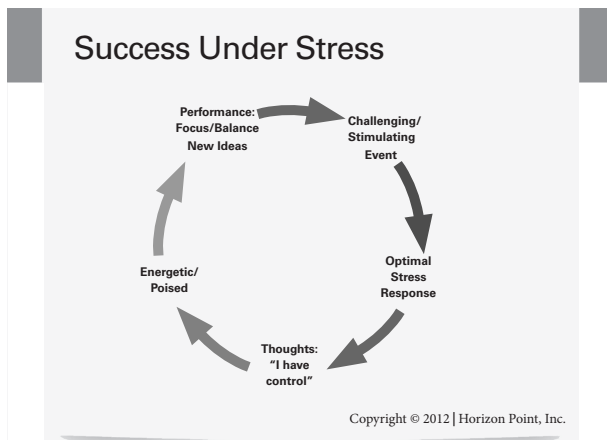 Success Under Stress
Performance:
Focus/Balance
New Ideas
Challenging/
Stimulating
Event
Optimal
Stress
Response
Thoughts:
“I have
control”
Energetic/
Poised
Copyright © 2012 | Horizon Point, Inc.